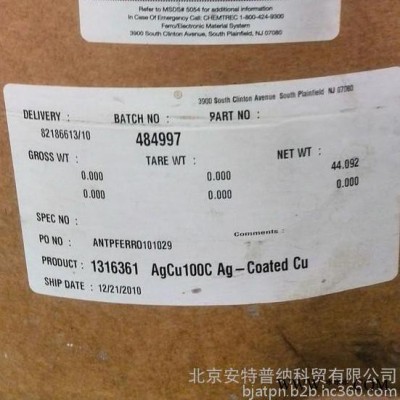 Refer to MSDS# 5054 for additional information
In Case Of Emergency Call: CHEMTREC 1-800-424-9300
Ferro/Electronic Material System
3900 South Clinton Avenue, South Plainfield, NJ 07080
3900 South Clinton Avenue South Plainfield NJ 07080
DELIVERY : BATCH NO : PART NO :
82186613/10 484997
GROSS WT : TARE WT : NET WT :
0.000 0.000 44.092
0.000 0.000 0.000
SPEC NO :
PO NO : ANTPFERRO101029 Comments :
PRODUCT : 1316361 AgCu100C Ag-Coated Cu
SHIP DATE : 12/21/2010
北京安特普纳科贸有限公司
bjatph.b2b.hc360.com